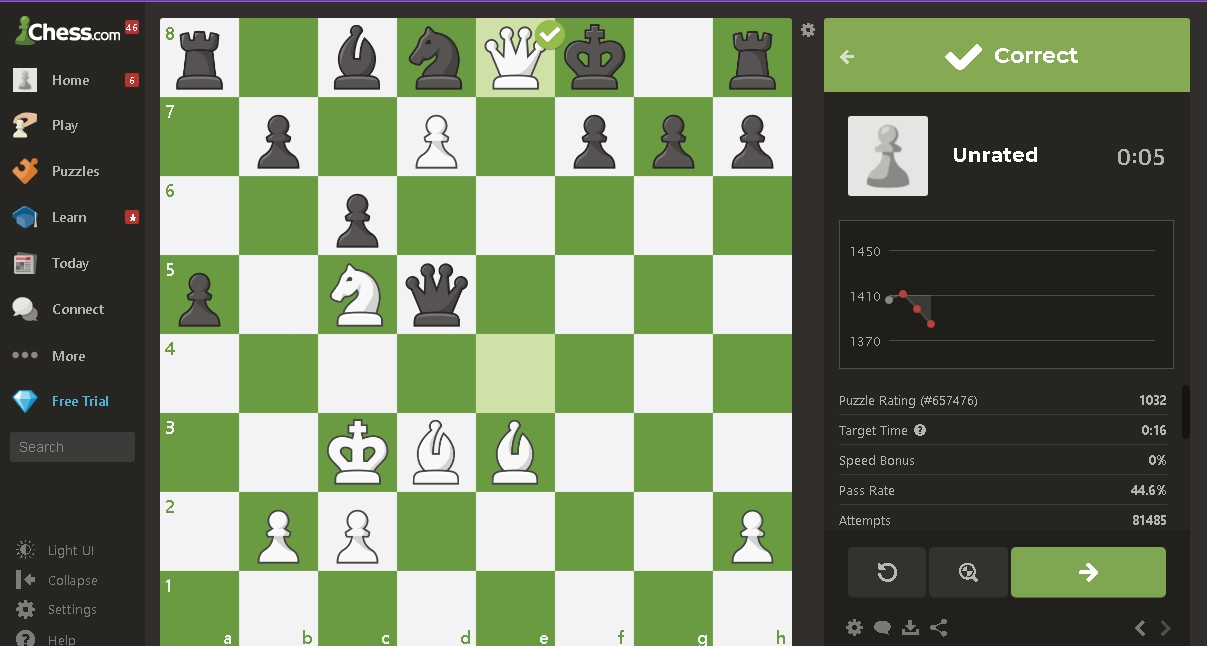 Chess.com 46
Home 6
Play
Puzzles
Learn
Today
Connect
More
Free Trial
Search
Light UI
Collapse
Settings
Help
8
7
6
5
4
3
2
1
a b c d e f g h
Correct
Unrated 0:05
1450
1410
1370
Puzzle Rating (#657476) 1032
Target Time ? 0:16
Speed Bonus 0%
Pass Rate 44.6%
Attempts 81485